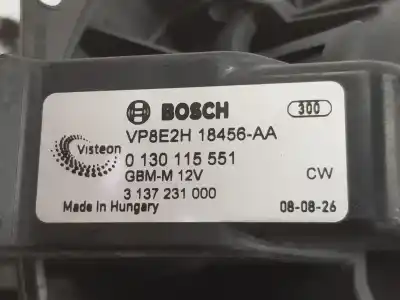 BOSCH 300
VP8E2H 18456-AA
Visteon
0 130 115 551
GBM-M 12V CW
3 137 231 000
Made in Hungary 08-08-26